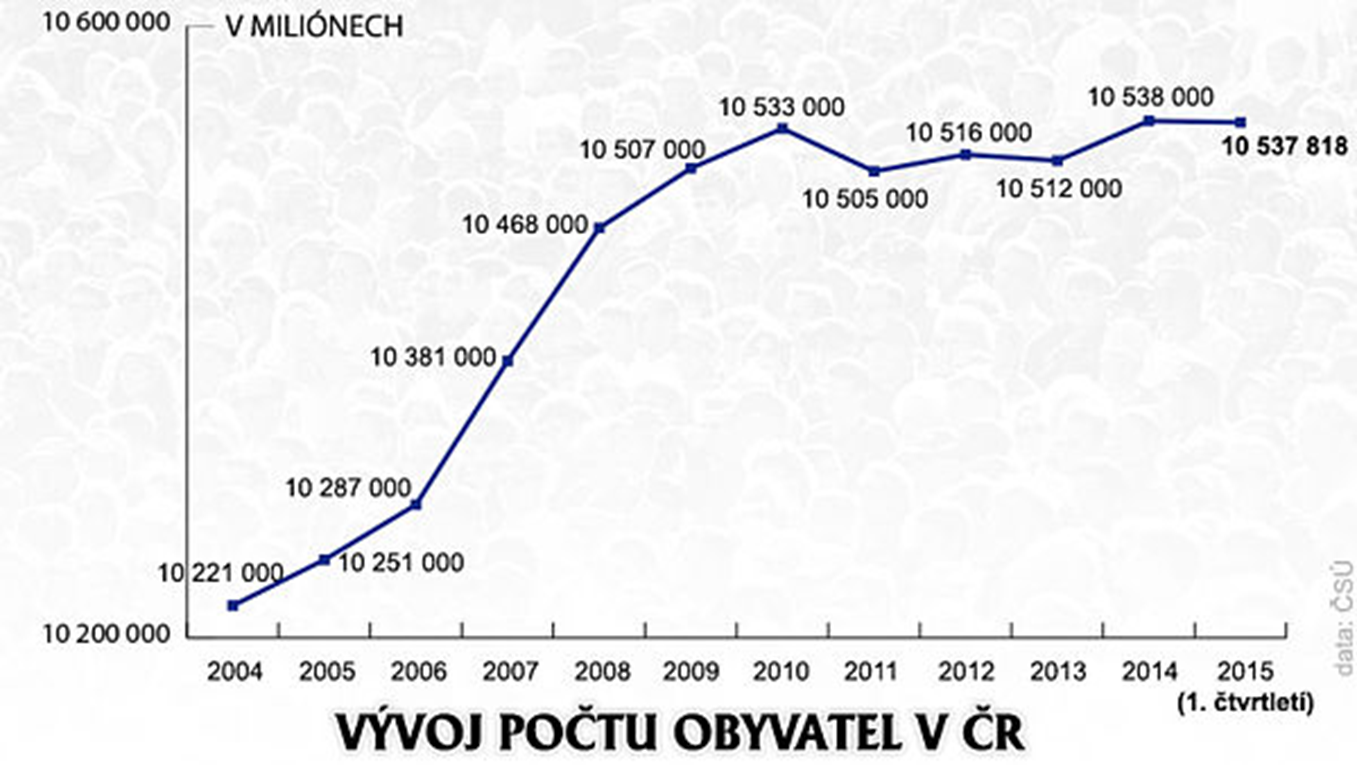 10 600 000
V MILIÓNECH
10 538 000
10 533 000
10 516 000
10 507 000
10 537 818
10 512 000
10 505 000
10 468 000
10 381 000
10 287 000
10 251 000
10 221 000
10 200 000
2004 2005 2006 2007 2008 2009 2010 2011 2012 2013 2014 2015
(1. čtvrtletí)
VÝVOJ POČTU OBYVATEL V ČR
data: ČSÚ